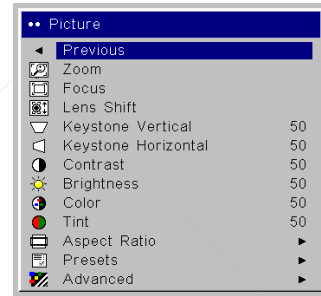 •• Picture
Previous
Zoom
Focus
Lens Shift
Keystone Vertical 50
Keystone Horizontal 50
Contrast 50
Brightness 50
Color 50
Tint 50
Aspect Ratio
Presets
Advanced